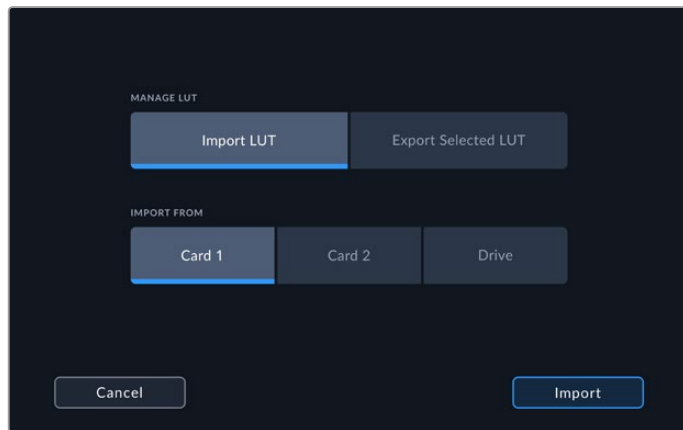 MANAGE LUT
Import LUT Export Selected LUT
IMPORT FROM
Card 1 Card 2 Drive
Cancel Import